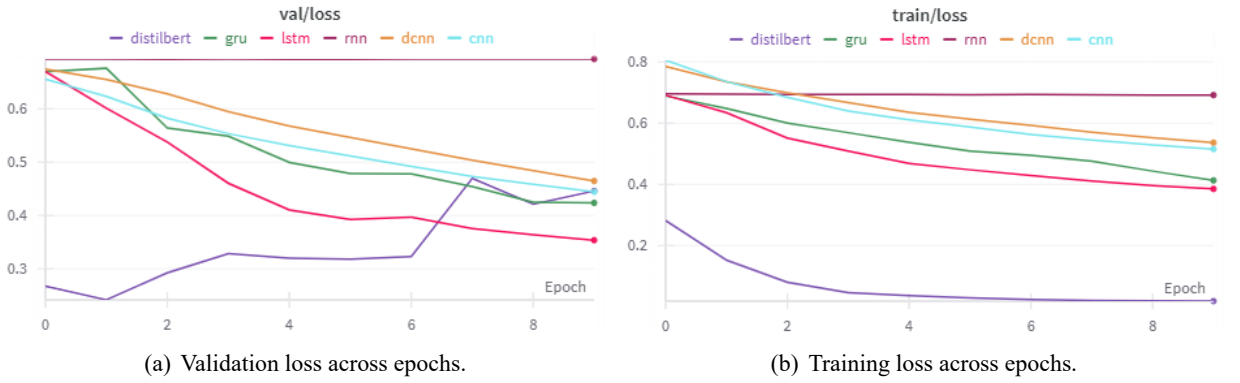 val/loss
distilbert gru lstm rnn dcnn cnn
0.6
0.5
0.4
0.3
Epoch
0 2 4 6 8
(a) Validation loss across epochs.
train/loss
distilbert gru lstm rnn dcnn cnn
0.8
0.6
0.4
0.2
Epoch
0 2 4 6 8
(b) Training loss across epochs.